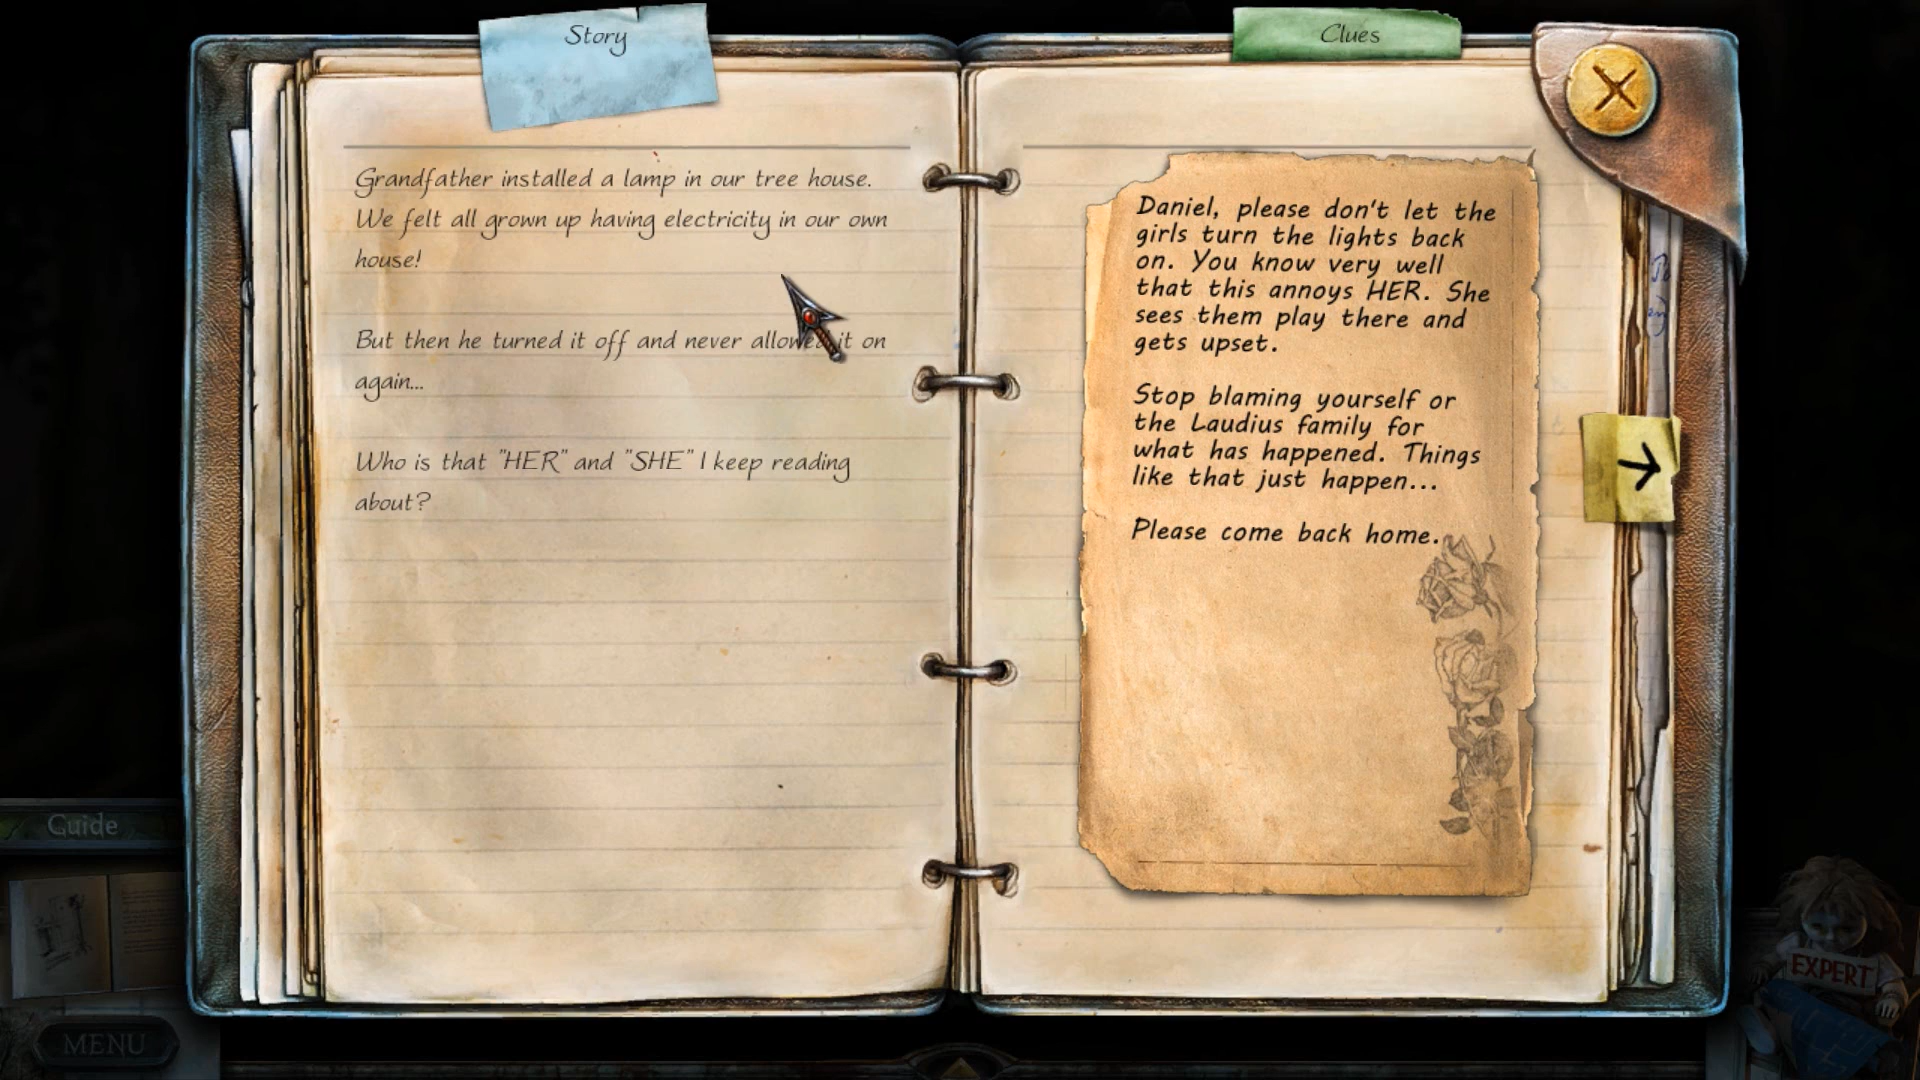 Story
Clues
Grandfather installed a lamp in our tree house.
We felt all grown up having electricity in our own
house!
But then he turned it off and never allowed it on
again...
Who is that "HER" and "SHE" I keep reading
about?
Daniel, please don't let the
girls turn the lights back
on. You know very well
that this annoys HER. She
sees them play there and
gets upset.
Stop blaming yourself or
the Laudius family for
what has happened. Things
like that just happen...
Please come back home.
Guide
MENU
EXPERT